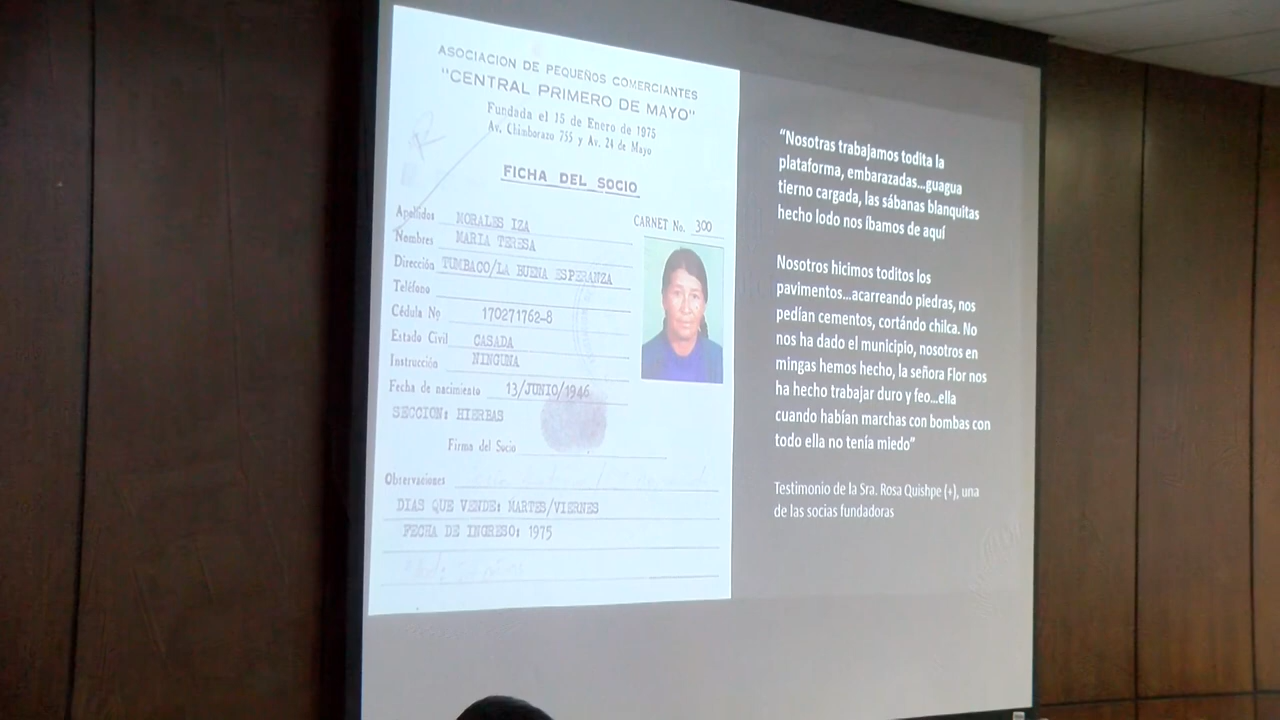 ASOCIACION DE PEQUEÑOS COMERCIANTES
"CENTRAL PRIMERO DE MAYO"
Fundada el 15 de Enero de 1975
Av. Chimborazo 755 y Av. 24 de Mayo
FICHA DEL SOCIO
CARNET No. 300
Apellidos MORALES IZA
Nombres MARIA TERESA
Dirección TUMBACO/LA BUENA ESPERANZA
Teléfono
Cédula Nº 170271762-8
Estado Civil CASADA
Instrucción NINGUNA
Fecha de nacimiento 13/JUNIO/1946
SECCION: HIERBAS
Firma del Socio
Observaciones
DIAS QUE VENDE: MARTES/VIERNES
FECHA DE INGRESO: 1975
“Nosotras trabajamos todita la
plataforma, embarazadas...guagua
tierno cargada, las sábanas blanquitas
hecho lodo nos íbamos de aquí
Nosotros hicimos toditos los
pavimentos...acarreando piedras, nos
pedían cementos, cortándo chilca. No
nos ha dado el municipio, nosotros en
mingas hemos hecho, la señora Flor nos
ha hecho trabajar duro y feo...ella
cuando habían marchas con bombas con
todo ella no tenía miedo”
Testimonio de la Sra. Rosa Quishpe (+), una
de las socias fundadoras